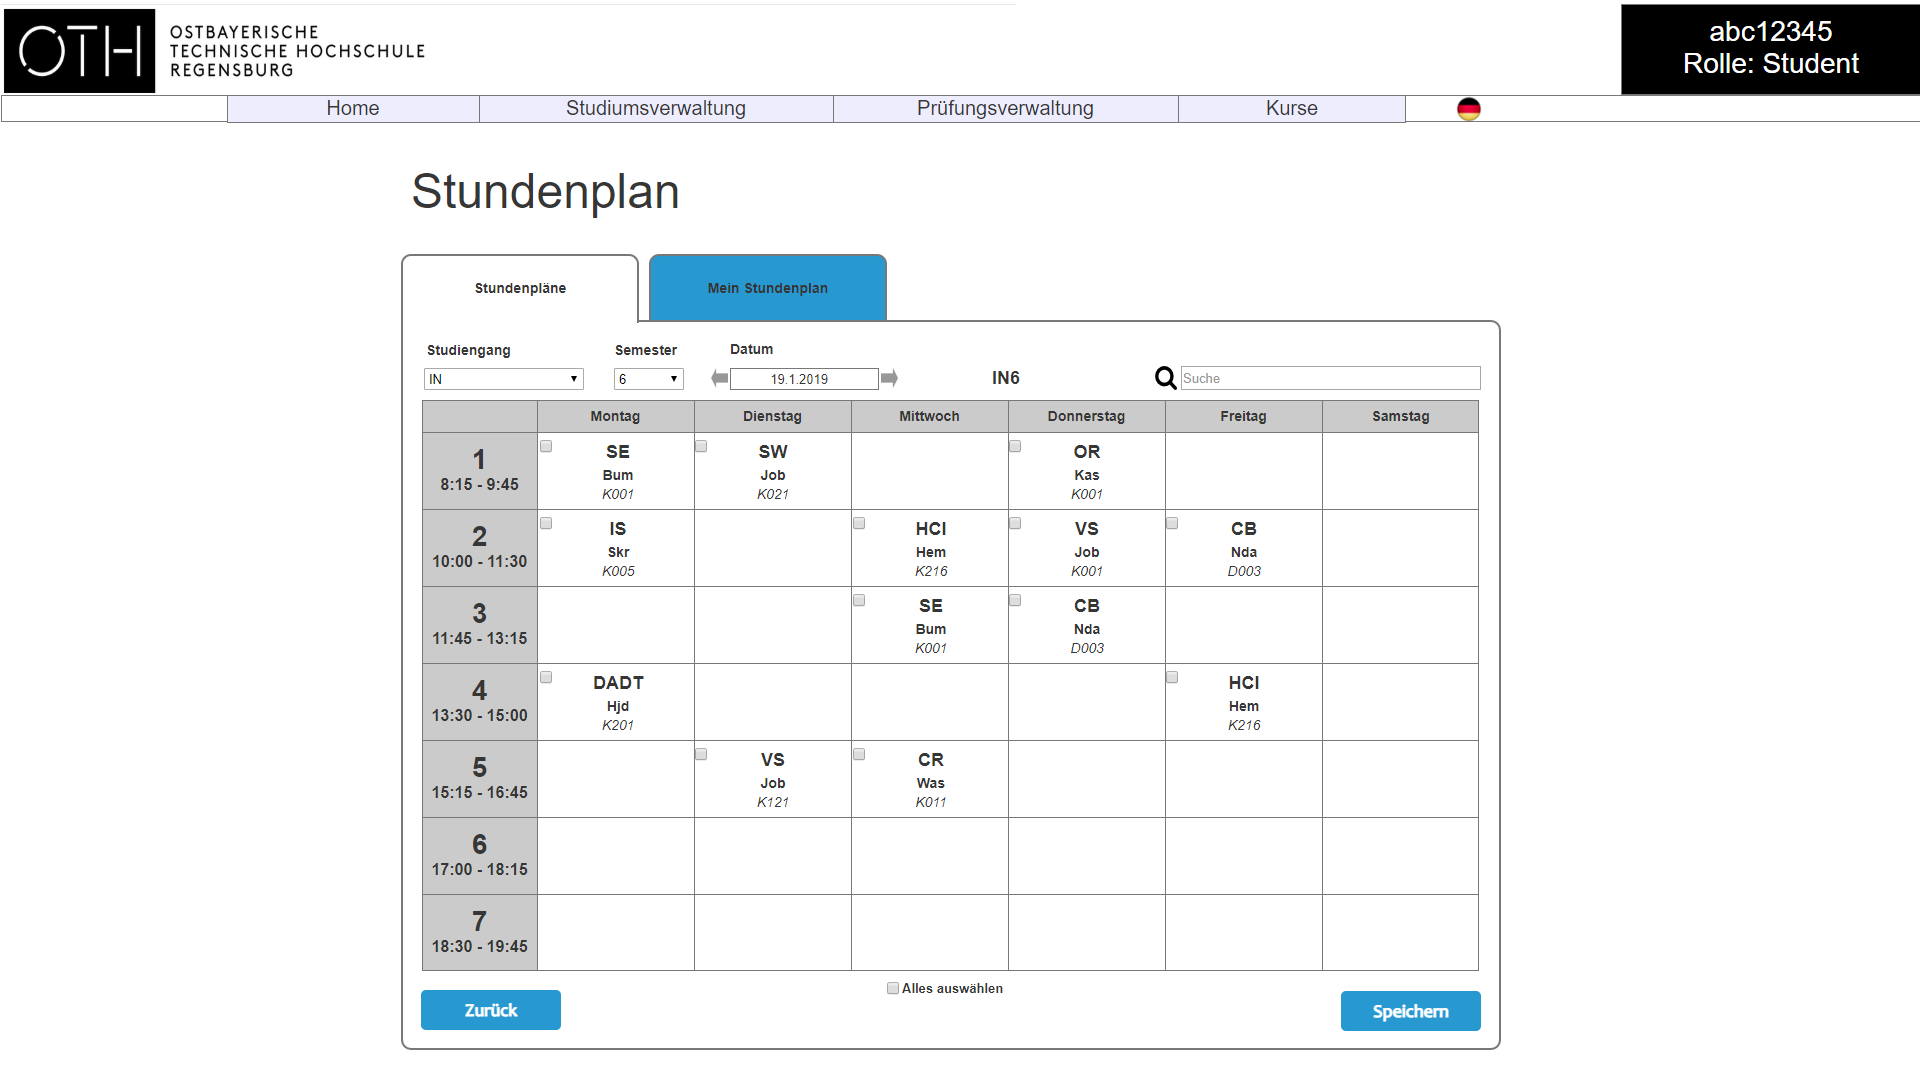 OTH
OSTBAYERISCHE
TECHNISCHE HOCHSCHULE
REGENSBURG
abc12345
Rolle: Student
Home Studiumsverwaltung Prüfungsverwaltung Kurse
Stundenplan
Stundenpläne Mein Stundenplan
Studiengang Semester Datum
IN 6 19.1.2019 IN6 Suche
Montag Dienstag Mittwoch Donnerstag Freitag Samstag
1 SE SW OR
8:15 - 9:45 Bum Job Kas
K001 K021 K001
2 IS HCI VS CB
10:00 - 11:30 Skr Hem Job Nda
K005 K216 K001 D003
3 SE CB
11:45 - 13:15 Bum Nda
K001 D003
4 DADT HCI
13:30 - 15:00 Hjd Hem
K201 K216
5 VS CR
15:15 - 16:45 Job Was
K121 K011
6
17:00 - 18:15
7
18:30 - 19:45
Alles auswählen
Zurück Speichern